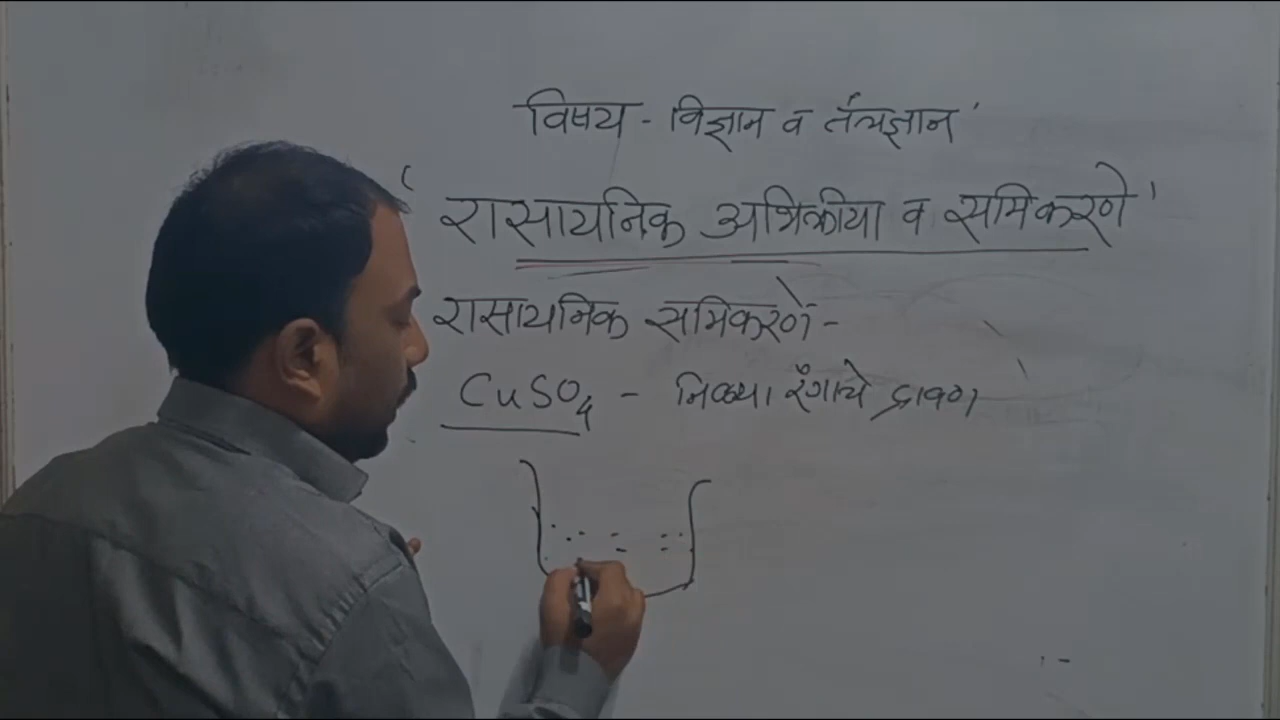 विषय - विज्ञान व तंत्रज्ञान'
' रासायनिक अभिक्रीया व समिकरणे '
रासायनिक समिकरणे -
CuSO4 - निळ्या रंगाचे द्रावण